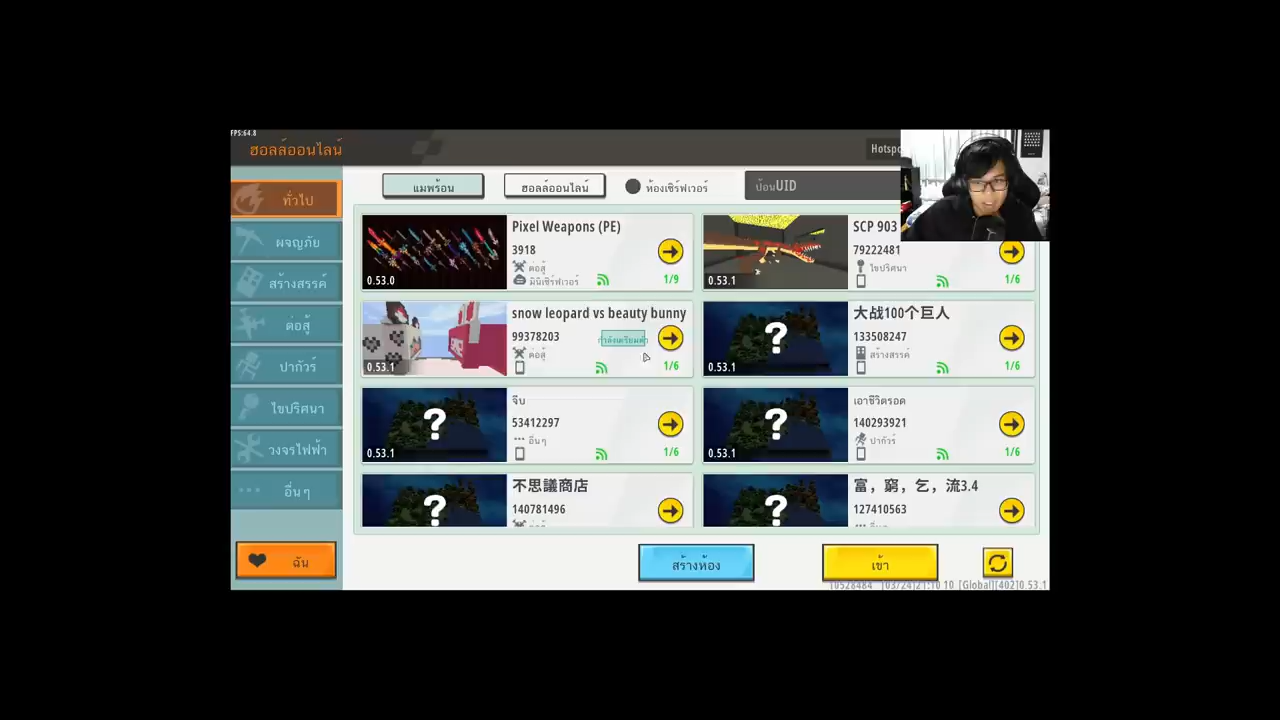 FPS:64.8
ฮอลล์ออนไลน์
Hotspo
ทั่วไป
ผจญภัย
สร้างสรรค์
ต่อสู้
ปากัวร์
ไขปริศนา
วงจรไฟฟ้า
อื่นๆ
ฉัน
แมพร้อน
ฮอลล์ออนไลน์
ห้องเซิร์ฟเวอร์
ป้อนUID
Pixel Weapons (PE)
3918
ต่อสู้
มินิเซิร์ฟเวอร์
0.53.0
1/9
SCP 903
79222481
ไขปริศนา
0.53.1
1/6
snow leopard vs beauty bunny
99378203
ต่อสู้
0.53.1
1/6
大战100个巨人
133508247
สร้างสรรค์
0.53.1
1/6
จีบ
53412297
อื่นๆ
0.53.1
1/6
เอาชีวิตรอด
140293921
ปากัวร์
0.53.1
1/6
不思議商店
140781496
富，窮，乞，流3.4
127410563
สร้างห้อง
เข้า
[Global][402]0.53.1